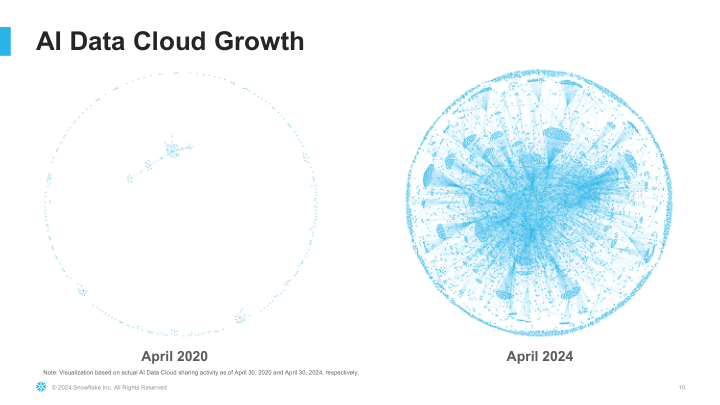 AI Data Cloud Growth
April 2020
April 2024
Note: Visualization based on actual AI Data Cloud sharing activity as of April 30, 2020 and April 30, 2024, respectively.
© 2024 Snowflake Inc. All Rights Reserved
10